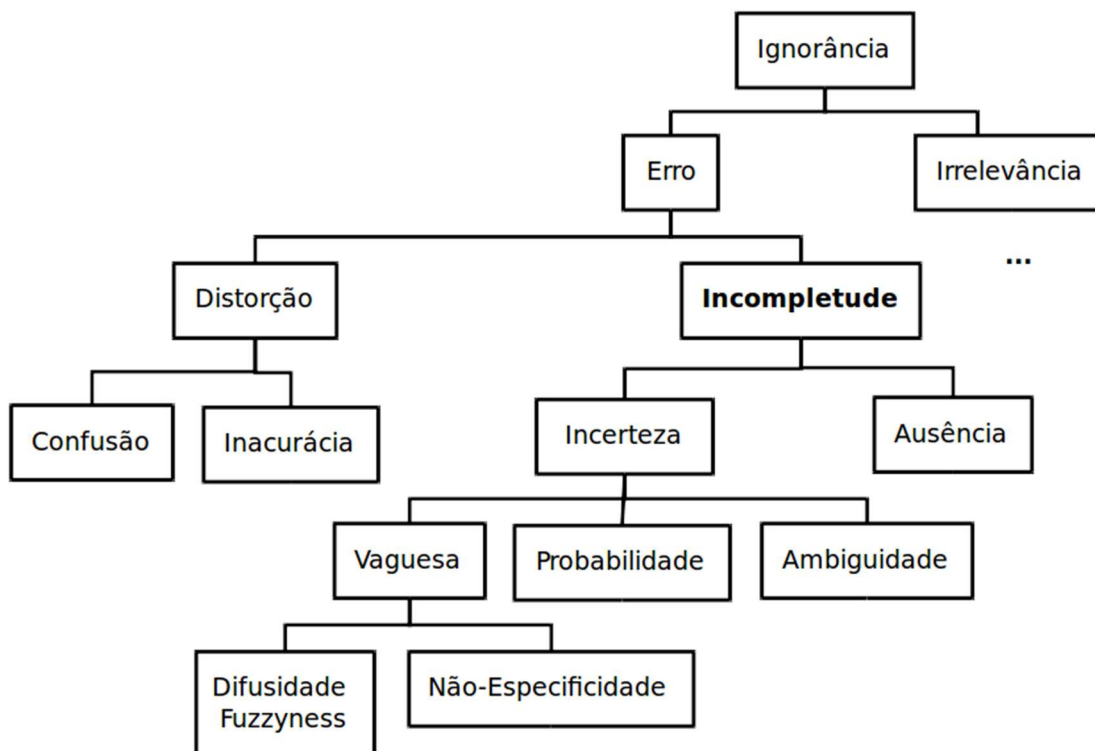 Ignorância
Erro
Irrelevância
...
Distorção
Incompletude
Confusão
Inacurácia
Incerteza
Ausência
Vaguesa
Probabilidade
Ambiguidade
Difusidade
Fuzzyness
Não-Especificidade